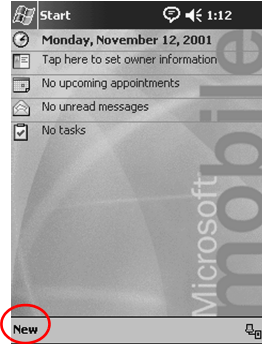 Start 1:12
Monday, November 12, 2001
Tap here to set owner information
No upcoming appointments
No unread messages
No tasks
Microsoft
mobile
New